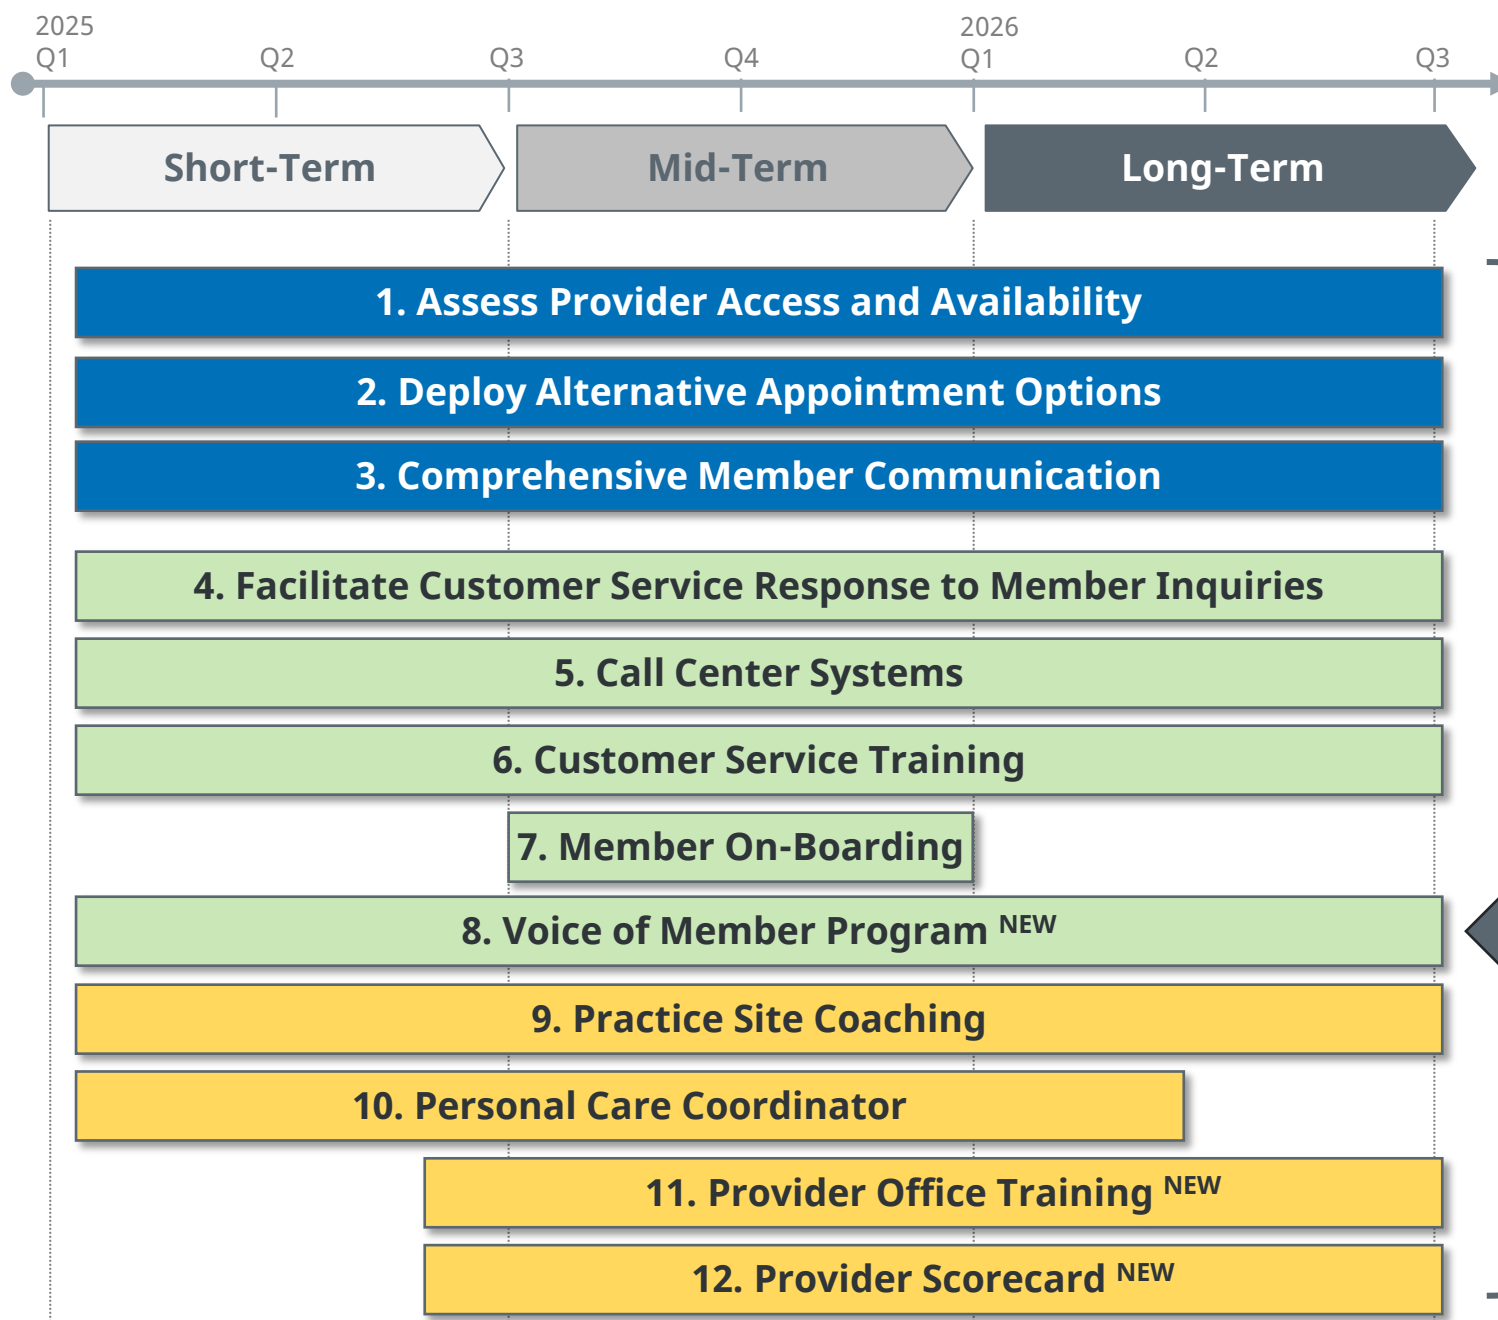 2025
2026
Q1 Q2 Q3 Q4 Q1 Q2 Q3
Short-Term Mid-Term Long-Term
1. Assess Provider Access and Availability
2. Deploy Alternative Appointment Options
3. Comprehensive Member Communication
4. Facilitate Customer Service Response to Member Inquiries
5. Call Center Systems
6. Customer Service Training
7. Member On-Boarding
8. Voice of Member Program NEW
9. Practice Site Coaching
10. Personal Care Coordinator
11. Provider Office Training NEW
12. Provider Scorecard NEW